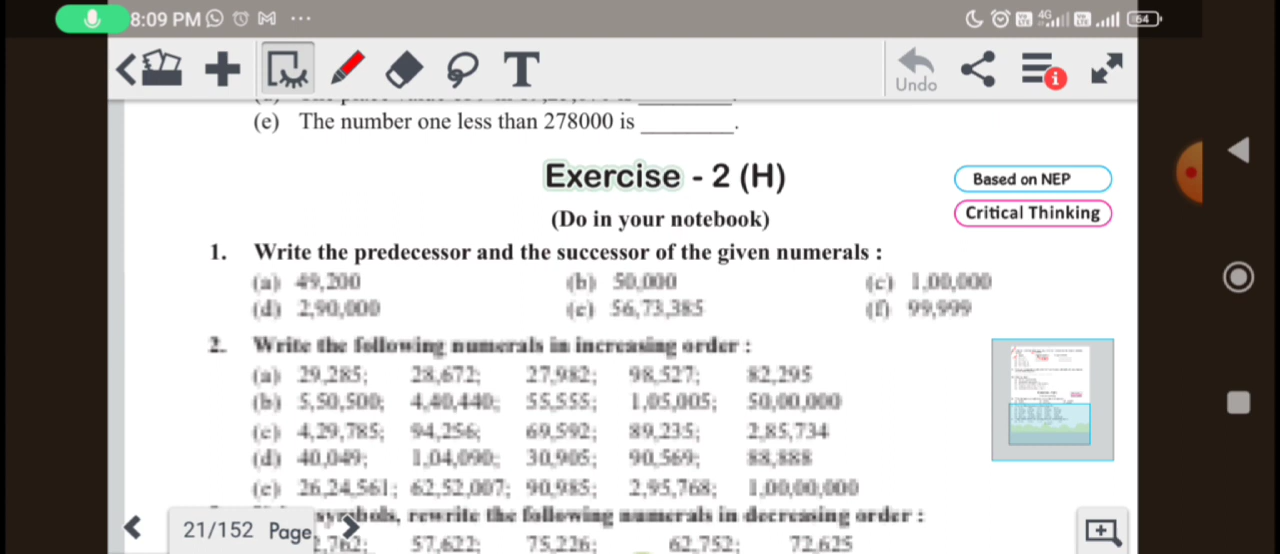 8:09 PM
4G
64
T
Undo
(e) The number one less than 278000 is ________.
Exercise - 2 (H)
Based on NEP
(Do in your notebook)
Critical Thinking
1. Write the predecessor and the successor of the given numerals :
(a) 49,200 (b) 50,000 (c) 1,00,000
(d) 2,90,000 (e) 56,73,385 (f) 99,999
2. Write the following numerals in increasing order :
(a) 29,285; 28,672; 27,982; 98,527; 82,295
(b) 5,50,500; 4,40,440; 55,555; 1,05,005; 50,00,000
(c) 4,29,785; 94,256; 69,592; 89,235; 2,85,734
(d) 40,049; 1,04,090; 30,905; 90,569; 88,888
(e) 26,24,561; 62,52,007; 90,985; 2,95,768; 1,00,00,000
symbols, rewrite the following numerals in decreasing order :
21/152 Page
2,762; 57,622; 75,226; 62,752; 72,625